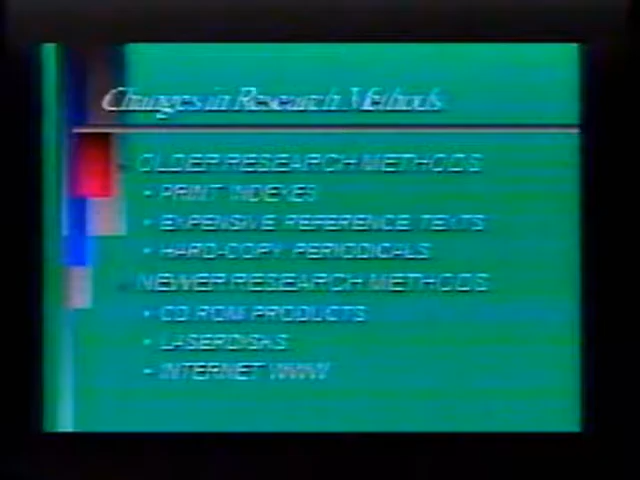 Changes in Research Methods
OLDER RESEARCH METHODS
• PRINT INDEXES
• EXPENSIVE REFERENCE TEXTS
• HARD-COPY PERIODICALS
NEWER RESEARCH METHODS
• CD ROM PRODUCTS
• LASERDISKS
• INTERNET WWW